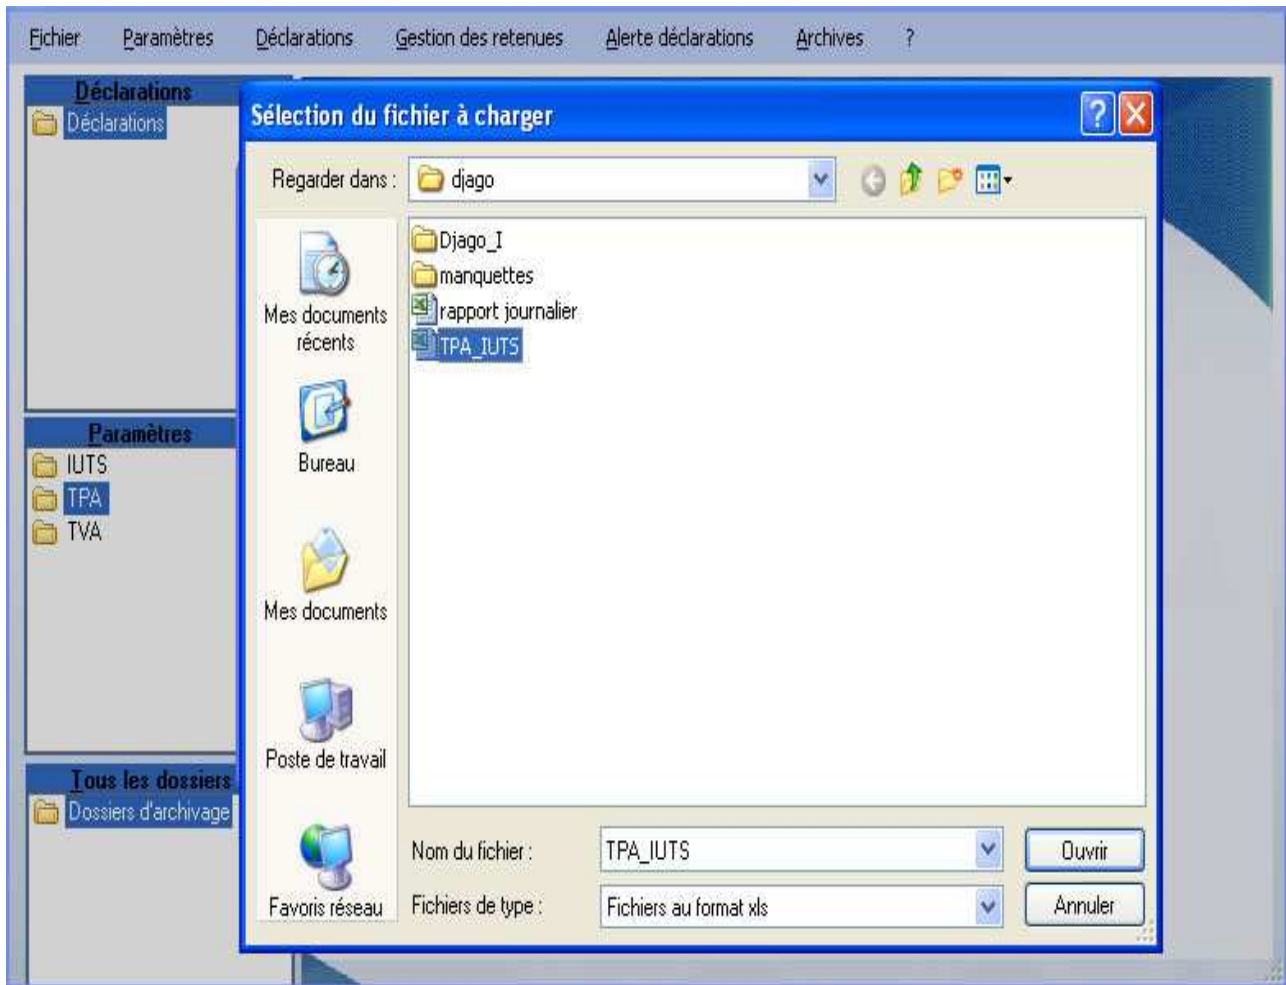 Fichier Paramètres Déclarations Gestion des retenues Alerte déclarations Archives ?
Déclarations
Déclarations
Paramètres
IUTS
TPA
TVA
Tous les dossiers
Dossiers d'archivage
Sélection du fichier à charger
Regarder dans : djago
Mes documents
récents
Bureau
Mes documents
Poste de travail
Favoris réseau
Djago_I
manquettes
rapport journalier
TPA_IUTS
Nom du fichier : TPA_IUTS Ouvrir
Fichiers de type : Fichiers au format xls Annuler